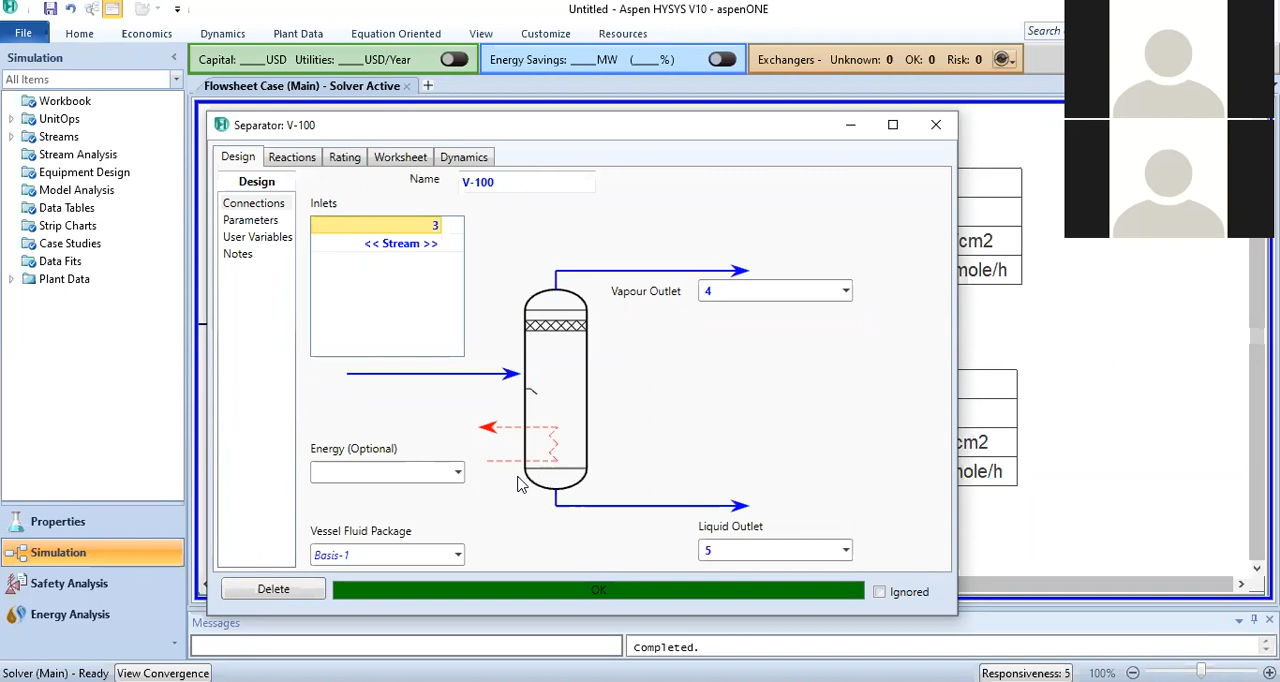 Untitled - Aspen HYSYS V10 - aspenONE
File Home Economics Dynamics Plant Data Equation Oriented View Customize Resources Search
Simulation
Capital: ____USD Utilities: ____USD/Year
Energy Savings: ____MW (____%)
Exchangers - Unknown: 0 OK: 0 Risk: 0
All Items
Flowsheet Case (Main) - Solver Active
Workbook
UnitOps
Streams
Stream Analysis
Equipment Design
Model Analysis
Data Tables
Strip Charts
Case Studies
Data Fits
Plant Data
Properties
Simulation
Safety Analysis
Energy Analysis
Separator: V-100
Design Reactions Rating Worksheet Dynamics
Design
Connections
Parameters
User Variables
Notes
Name V-100
Inlets
3
<< Stream >>
Vapour Outlet 4
Energy (Optional)
Vessel Fluid Package
Basis-1
Liquid Outlet
5
Delete
OK
Ignored
cm2
mole/h
cm2
mole/h
Messages
Completed.
Solver (Main) - Ready View Convergence Responsiveness: 5 100%